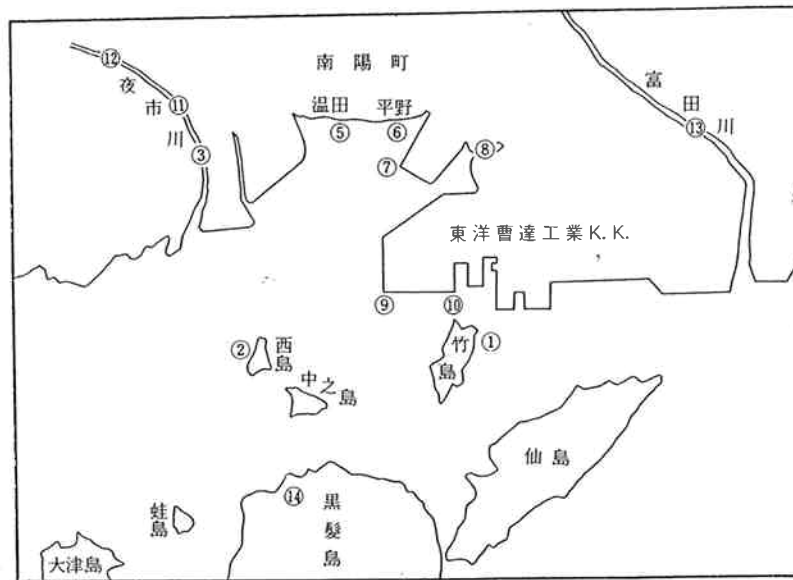 南陽町
⑫
夜市川
⑪
③
温田
平野
⑤
⑥
⑦
⑧
富田川
⑬
東洋曹達工業K.K.
⑨
⑩
②
西島
中之島
竹島
①
仙島
⑭
黒髪島
蛙島
大津島